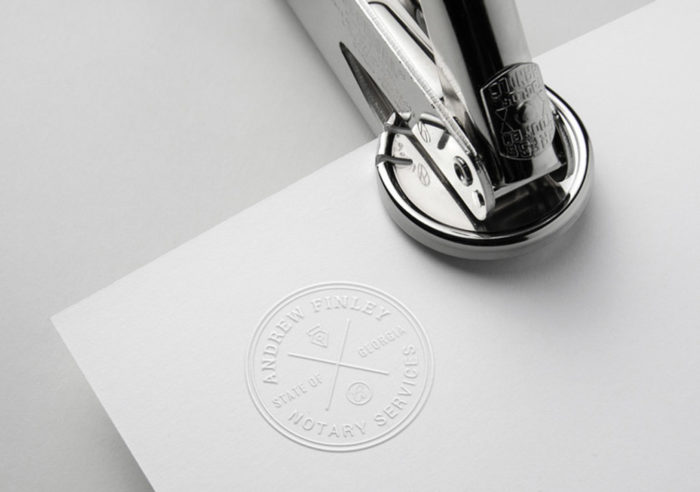 ANDREW FINLEY
STATE OF GEORGIA
NOTARY SERVICES